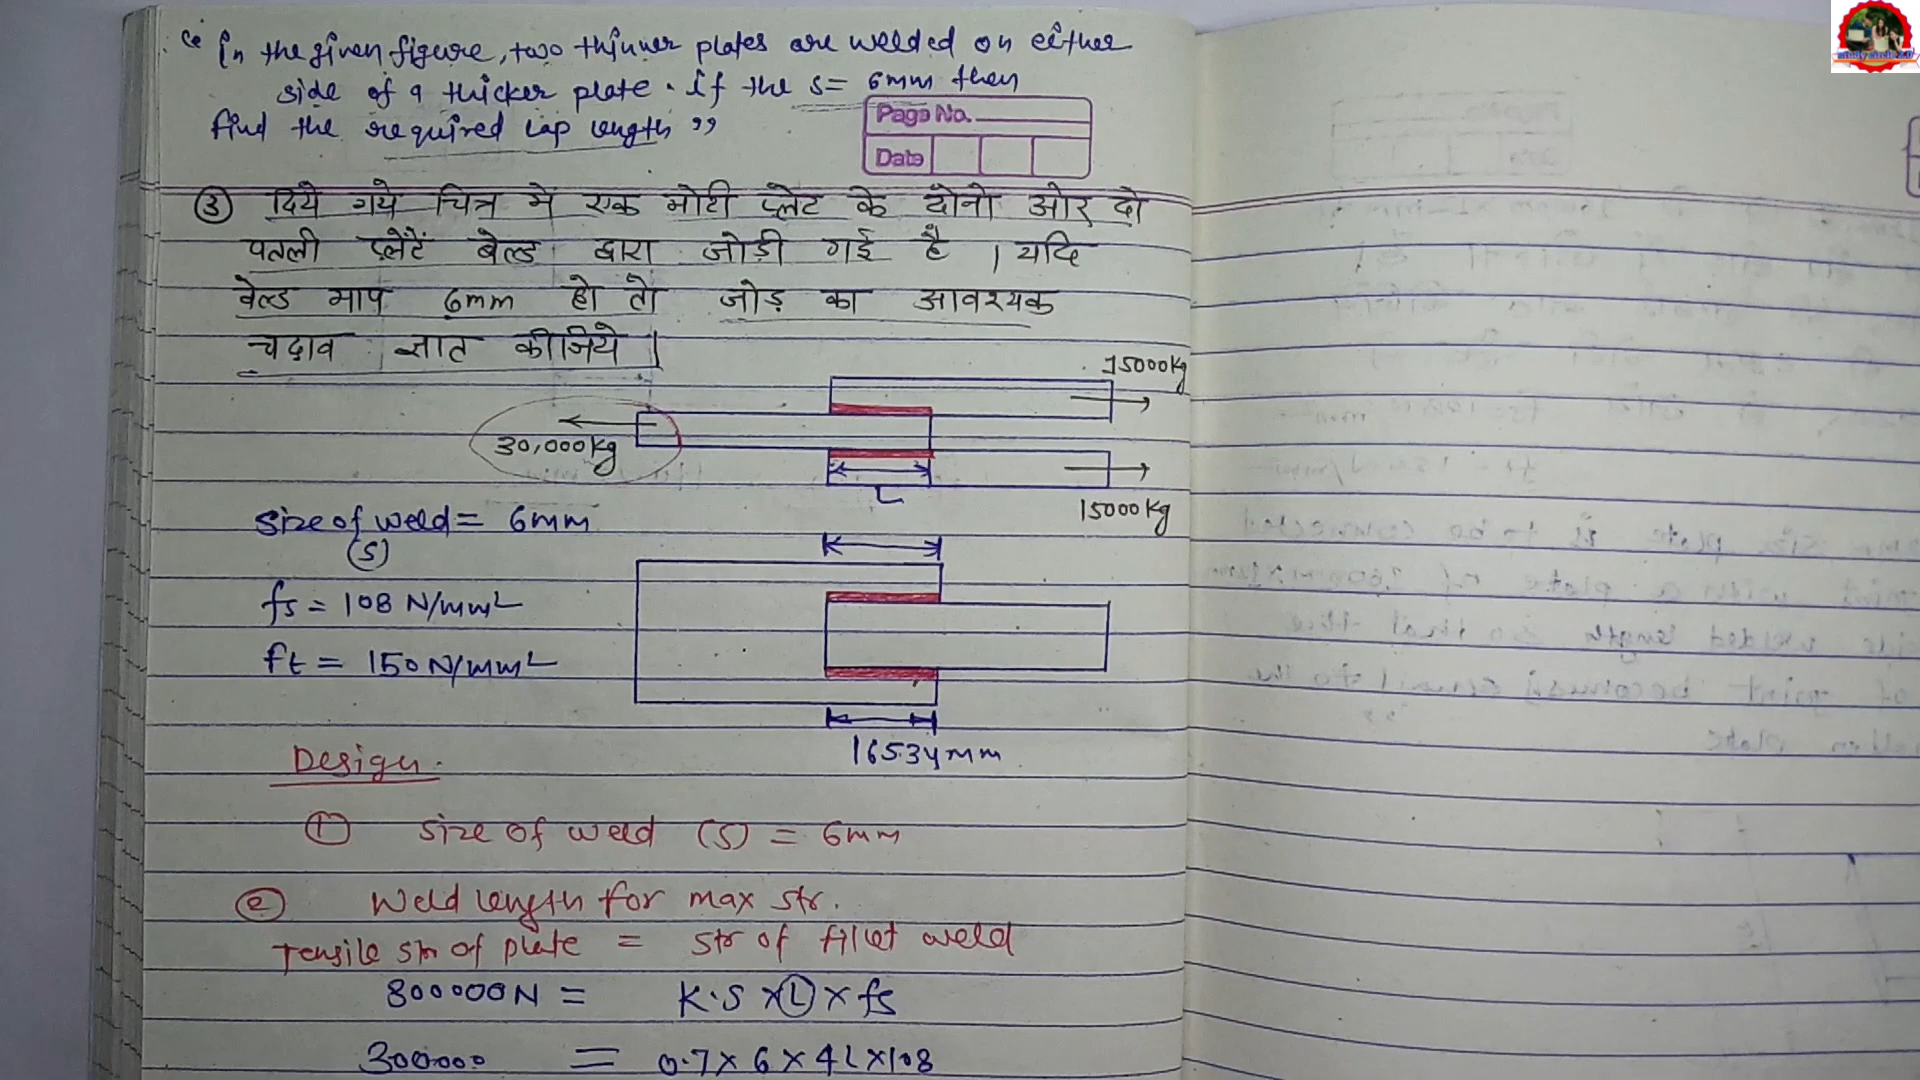 “ In the given figure, two thinner plates are welded on either
side of a thicker plate. if the s= 6mm then
find the required lap length ”
Page No.
Date
③ दिये गये चित्र में एक मोटी प्लेट के दोनो ओर दो
पतली प्लेटें वेल्ड द्वारा जोड़ी गई है । यदि
वेल्ड माप 6mm हो तो जोड़ का आवश्यक
चढ़ाव ज्ञात कीजिये ।
15000kg
30,000kg
L
15000kg
size of weld = 6mm
(s)
fs = 108 N/mm²
ft = 150 N/mm²
165.34mm
Design.
① size of weld (s) = 6mm
② Weld length for max str.
Tensile str of plate = str of fillet weld
300000N = K.S × L × fs
300000 = 0.7 × 6 × 4L × 108